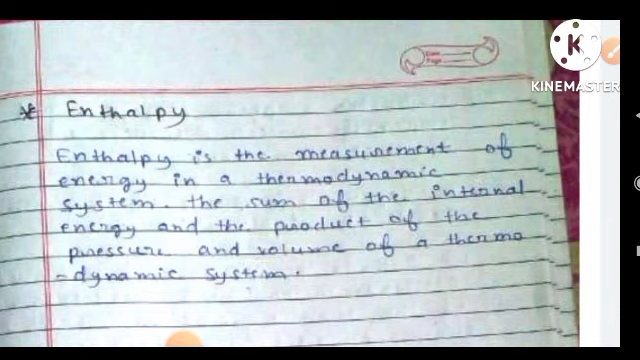 KINEMASTER
* Enthalpy
Enthalpy is the measurement of
energy in a thermodynamic
system. the sum of the internal
energy and the product of the
pressure and volume of a thermo
-dynamic system.